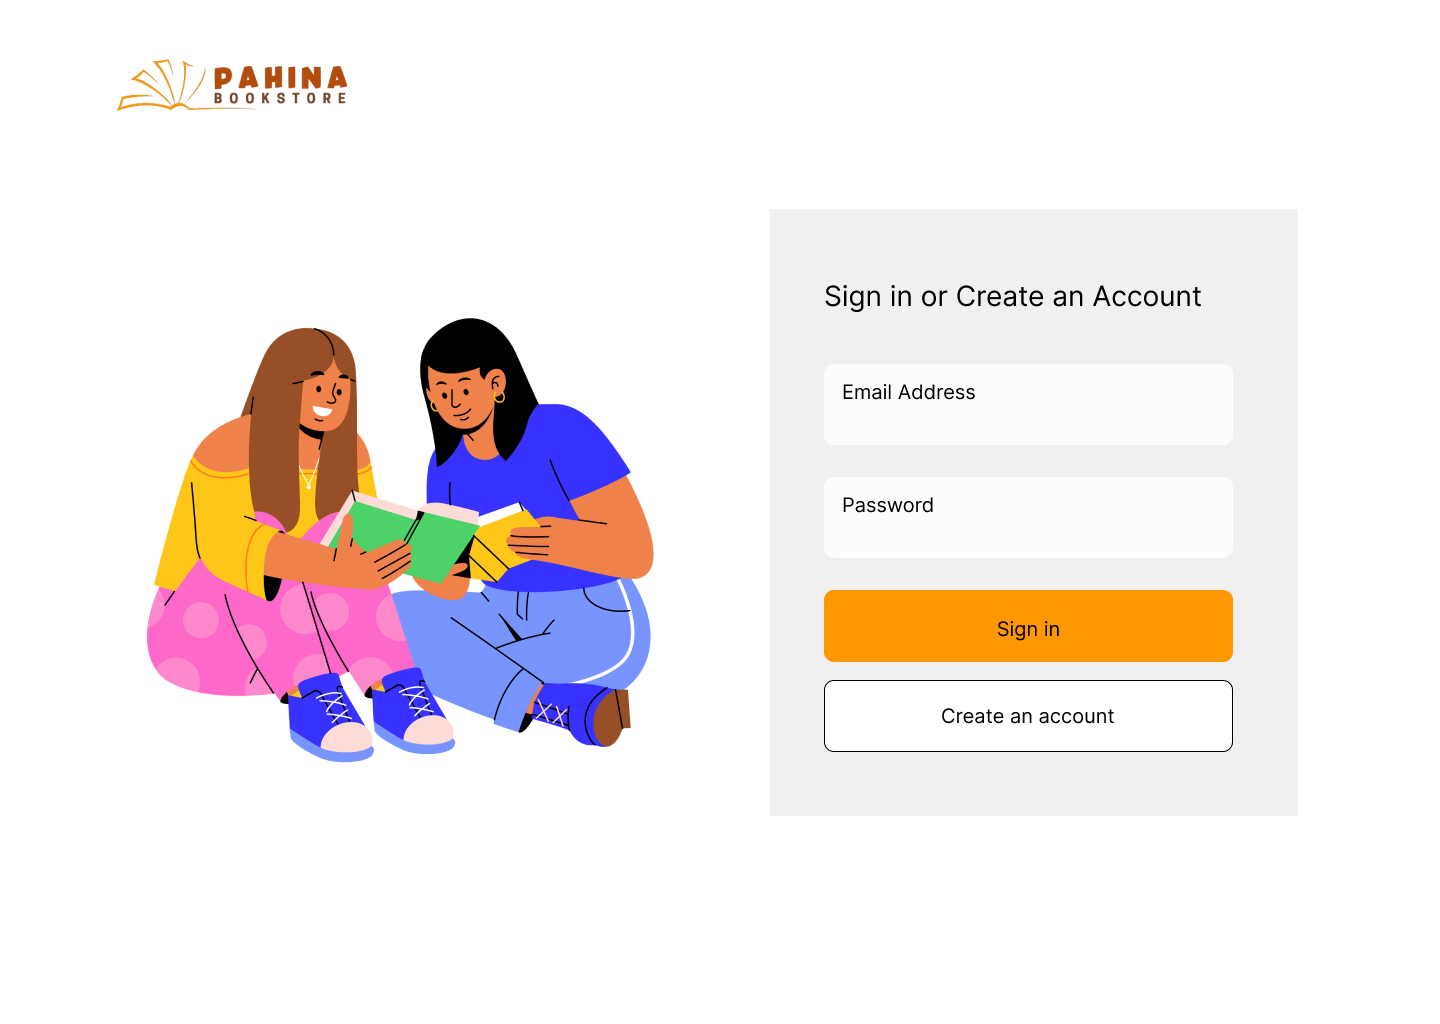 PAHINA
BOOKSTORE
Sign in or Create an Account
Email Address
Password
Sign in
Create an account